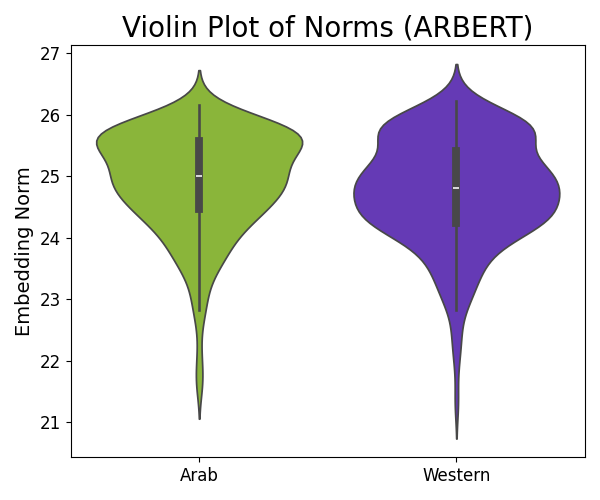 Violin Plot of Norms (ARBERT)
27
26
25
24
23
22
21
Embedding Norm
Arab
Western